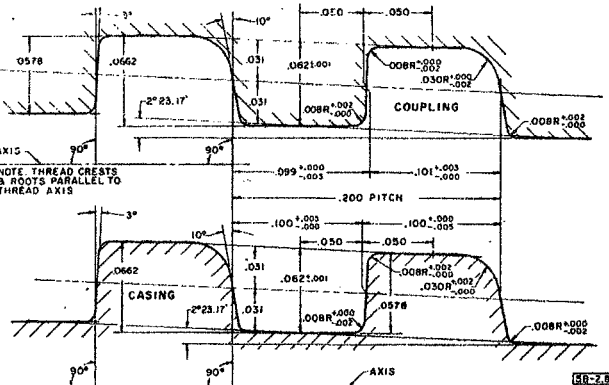 3° 10° .050 .050
.0578 .0662 .031 .062±.001 .008R +.000 -.002
.030R +.000 -.002
2° 23.17' .031 .008R +.002 -.000 COUPLING .008R +.002 -.000
AXIS 90° 90°
NOTE. THREAD CRESTS
& ROOTS PARALLEL TO
THREAD AXIS
.099 +.000 -.003 .101 +.003 -.000
.200 PITCH
.100 +.003 -.000 .100 +.000 -.003
3° 10° .050 .050
.0662 .031 .062±.001 .008R +.002 -.000
.030R +.002 -.000
CASING
2° 23.17' .031 .008R +.000 -.002 .0578 .008R +.000 -.002
90° 90° AXIS